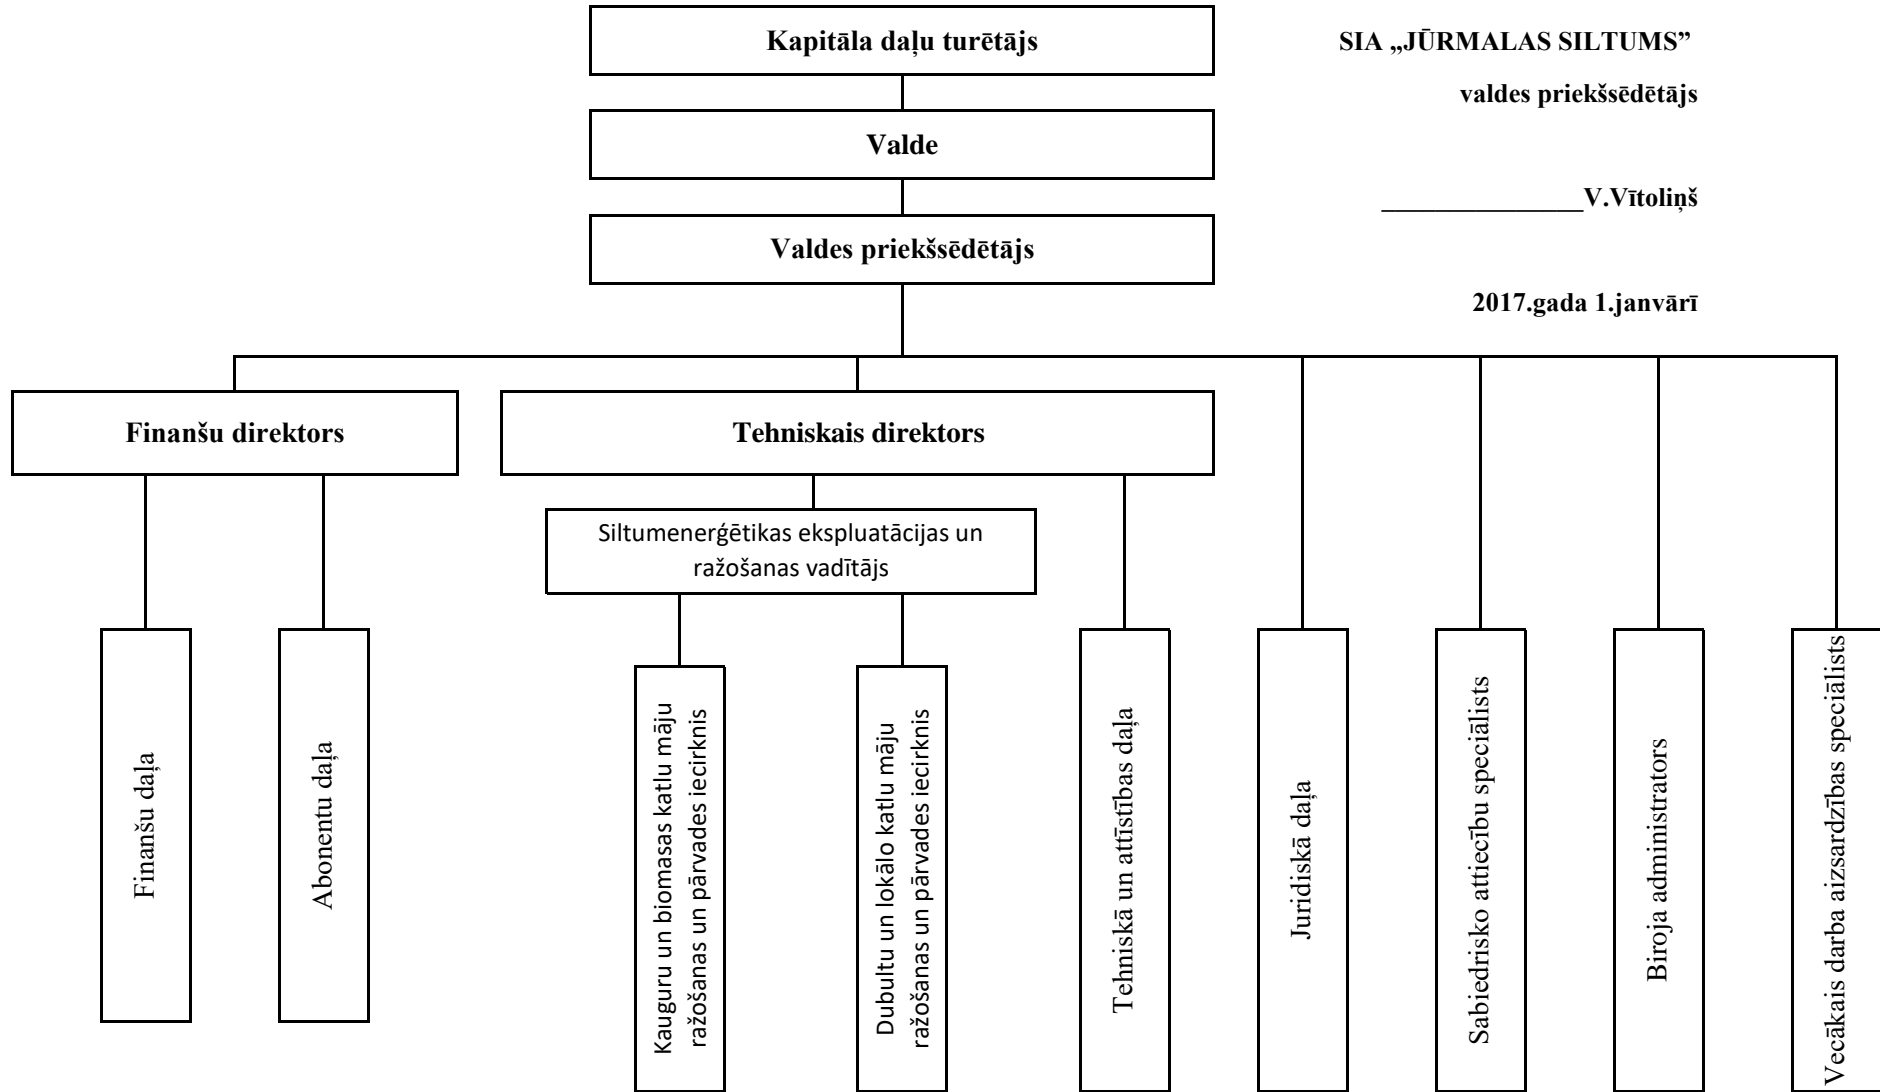 Kapitāla daļu turētājs
SIA „JŪRMALAS SILTUMS”
valdes priekšsēdētājs
Valde
_______________V.Vītoliņš
Valdes priekšsēdētājs
2017.gada 1.janvārī
Finanšu direktors
Tehniskais direktors
Siltumenerģētikas ekspluatācijas un
ražošanas vadītājs
Finanšu daļa
Abonentu daļa
Kauguru un biomasas katlu māju
ražošanas un pārvades iecirknis
Dubultu un lokālo katlu māju
ražošanas un pārvades iecirknis
Tehniskā un attīstības daļa
Juridiskā daļa
Sabiedrisko attiecību speciālists
Biroja administrators
Vecākais darba aizsardzības speciālists